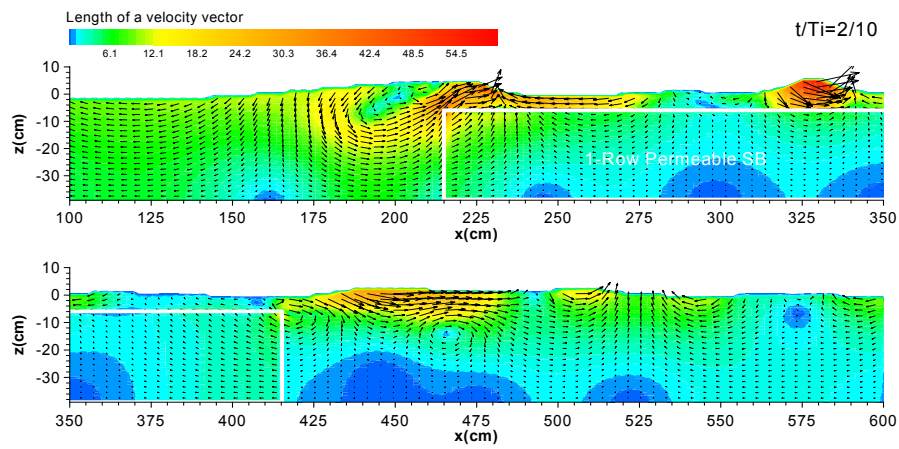 Length of a velocity vector
t/Ti=2/10
6.1 12.1 18.2 24.2 30.3 36.4 42.4 48.5 54.5
10
0
-10
-20
-30
z(cm)
1-Row Permeable SB
100 125 150 175 200 225 250 275 300 325 350
x(cm)
10
0
-10
-20
-30
z(cm)
350 375 400 425 450 475 500 525 550 575 600
x(cm)